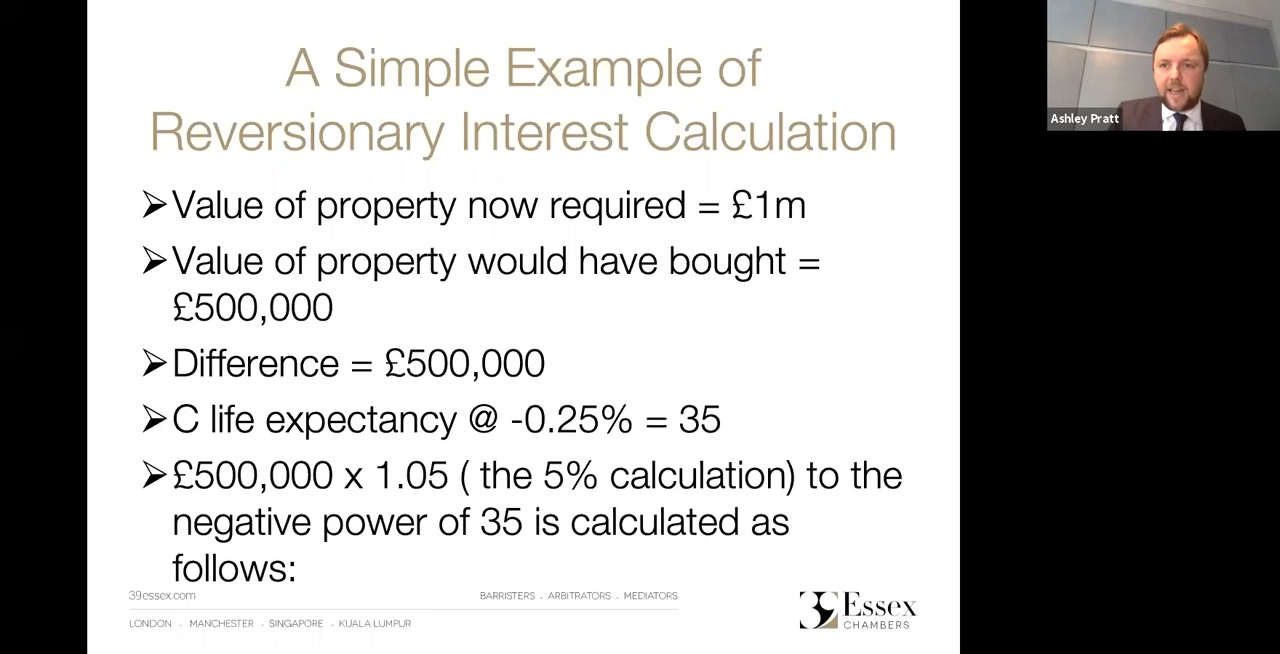 A Simple Example of
Reversionary Interest Calculation
➢Value of property now required = £1m
➢Value of property would have bought =
£500,000
➢Difference = £500,000
➢C life expectancy @ -0.25% = 35
➢£500,000 x 1.05 ( the 5% calculation) to the
negative power of 35 is calculated as
follows:
39essex.com
BARRISTERS . ARBITRATORS . MEDIATORS
LONDON . MANCHESTER . SINGAPORE . KUALA LUMPUR
39 Essex
CHAMBERS
Ashley Pratt